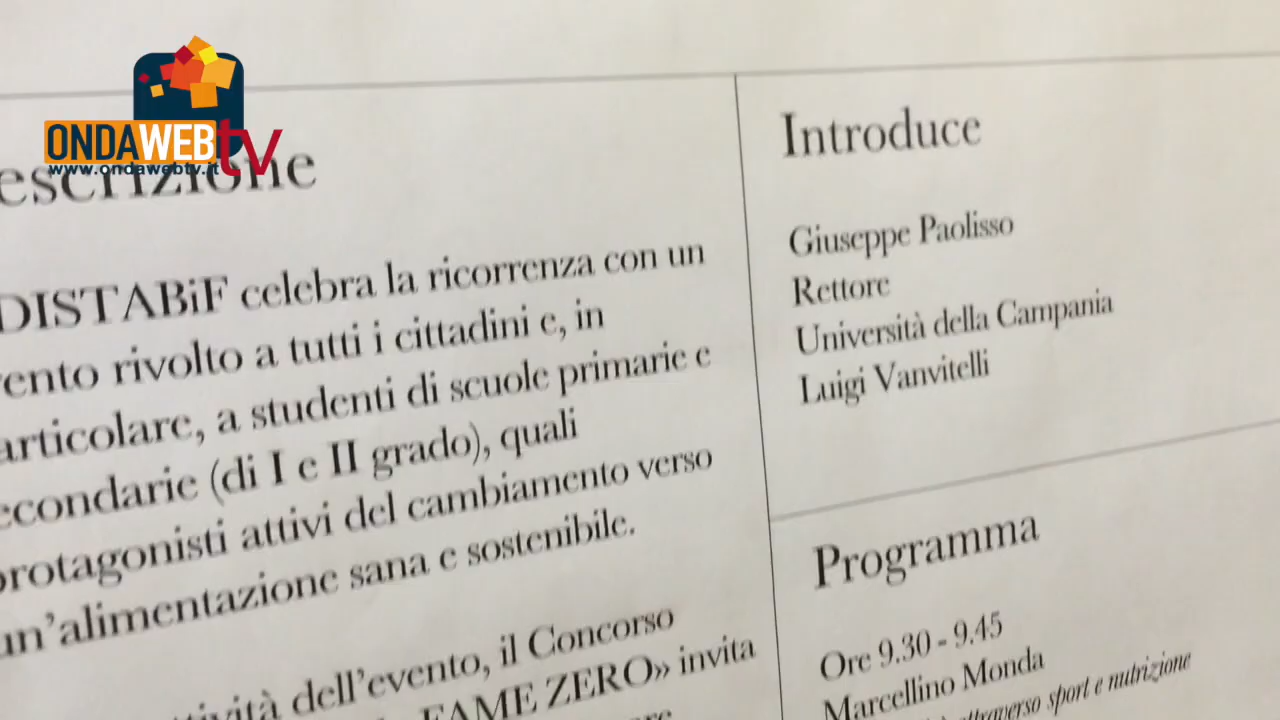 ONDAWEB tv
www.ondawebtv.it
escrizione
DISTABiF celebra la ricorrenza con un
ento rivolto a tutti i cittadini e, in
articolare, a studenti di scuole primarie e
econdarie (di I e II grado), quali
protagonisti attivi del cambiamento verso
un'alimentazione sana e sostenibile.
dell'evento, il Concorso
FAME ZERO» invita
Introduce
Giuseppe Paolisso
Rettore
Università della Campania
Luigi Vanvitelli
Programma
Ore 9.30 - 9.45
Marcellino Monda
attraverso sport e nutrizione